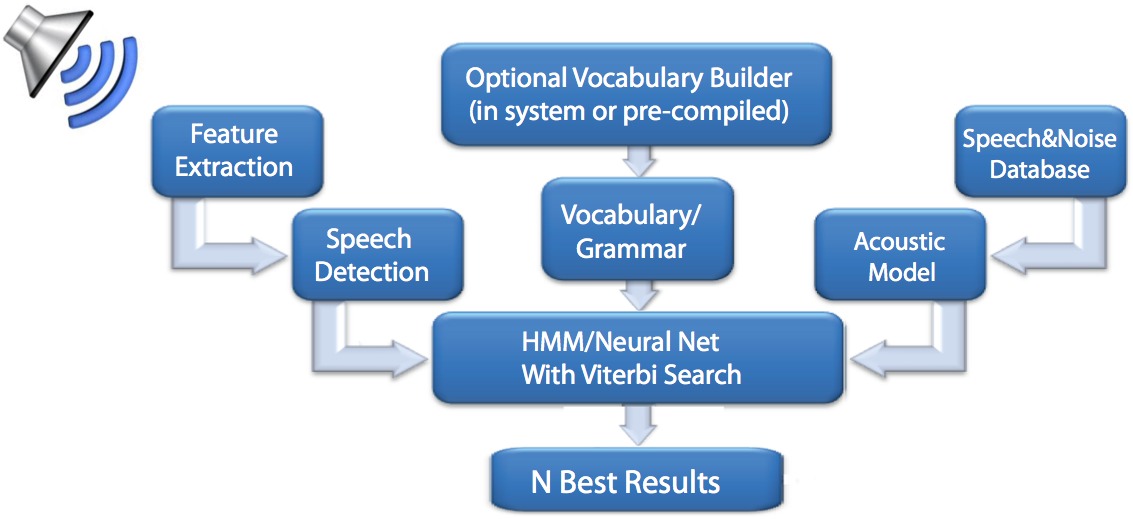 Optional Vocabulary Builder
(in system or pre-compiled)
Feature
Extraction
Speech&Noise
Database
Vocabulary/
Grammar
Speech
Detection
Acoustic
Model
HMM/Neural Net
With Viterbi Search
N Best Results